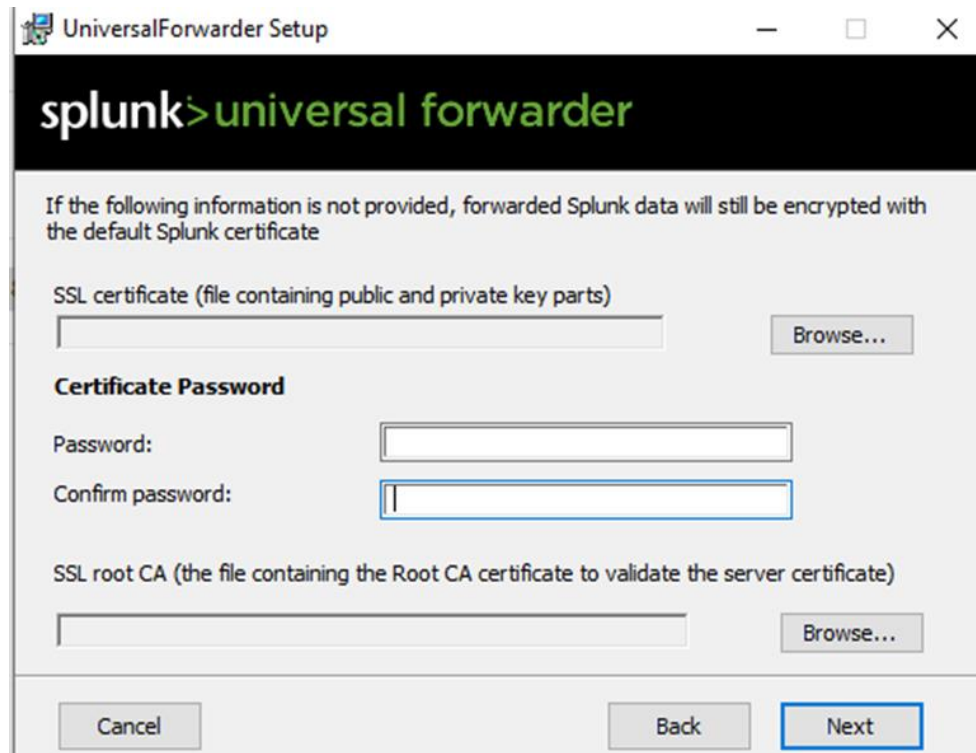 UniversalForwarder Setup
splunk>universal forwarder
If the following information is not provided, forwarded Splunk data will still be encrypted with
the default Splunk certificate
SSL certificate (file containing public and private key parts)
Browse...
Certificate Password
Password:
Confirm password:
SSL root CA (the file containing the Root CA certificate to validate the server certificate)
Browse...
Cancel
Back
Next